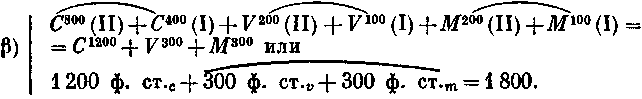 β) C⁸⁰⁰ (II) + C⁴⁰⁰ (I) + V²⁰⁰ (II) + V¹⁰⁰ (I) + M²⁰⁰ (II) + M¹⁰⁰ (I) =
= C¹²⁰⁰ + V³⁰⁰ + M³⁰⁰ или
1 200 ф. ст.c + 300 ф. ст.v + 300 ф. ст.m = 1 800.